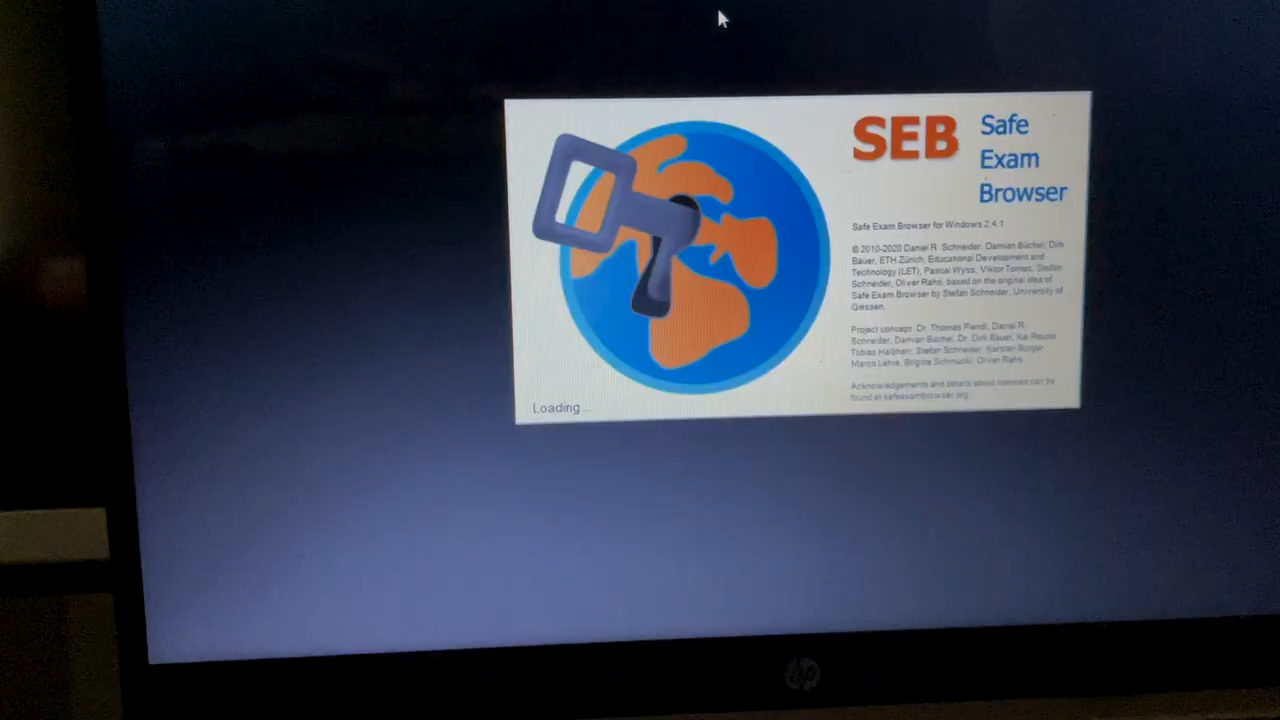 SEB Safe
Exam
Browser
Safe Exam Browser for Windows 2.4.1
© 2010-2020 Daniel R. Schneider, Damian Büchel, Dirk
Bauer, ETH Zürich, Educational Development and
Technology (LET), Pascal Wyss, Viktor Tomas, Stefan
Schneider, Oliver Rahs, based on the original idea of
Safe Exam Browser by Stefan Schneider, University of
Giessen.
Project concept: Dr. Thomas Piendl, Daniel R.
Schneider, Damian Büchel, Dr. Dirk Bauer, Kai Reuter
Tobias Halbherr, Stefan Schneider, Karsten Burger
Marco Lehre, Brigitte Schmucki, Oliver Rahs.
Acknowledgements and details about licences can be
found at safeexambrowser.org
Loading...
hp